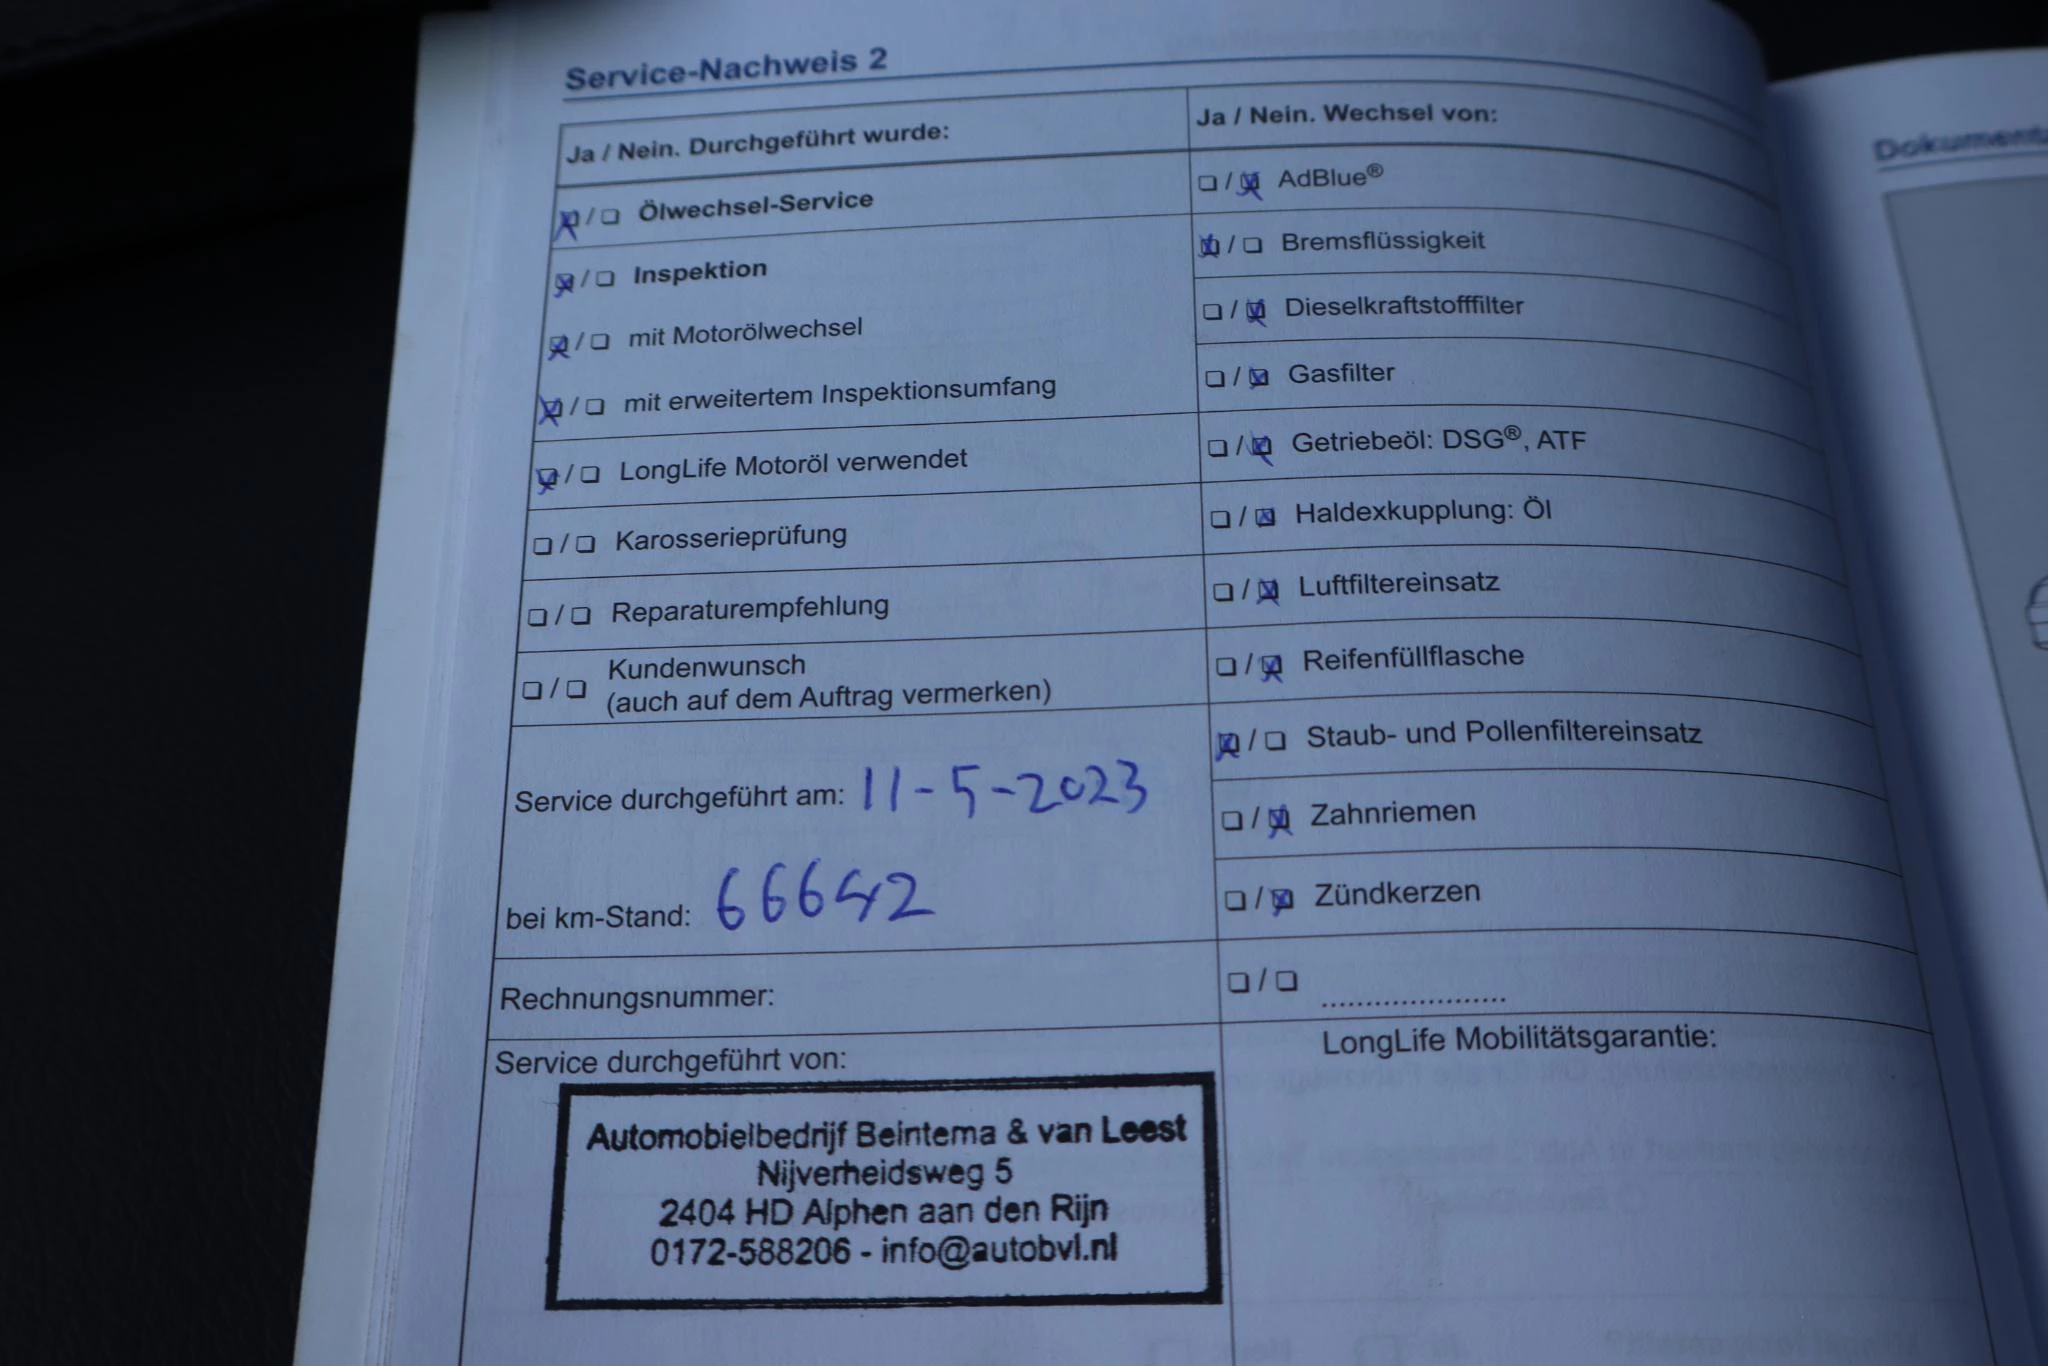 Service-Nachweis 2
Ja / Nein. Durchgeführt wurde:
☒ / ☐ Ölwechsel-Service
☒ / ☐ Inspektion
☒ / ☐ mit Motorölwechsel
☒ / ☐ mit erweitertem Inspektionsumfang
☒ / ☐ LongLife Motoröl verwendet
☐ / ☐ Karosserieprüfung
☐ / ☐ Reparaturempfehlung
☐ / ☐ Kundenwunsch
(auch auf dem Auftrag vermerken)
Service durchgeführt am: 11-5-2023
bei km-Stand: 66642
Rechnungsnummer:
Service durchgeführt von:
Automobielbedrijf Beintema & van Leest
Nijverheidsweg 5
2404 HD Alphen aan den Rijn
0172-588206 - info@autobvl.nl
Ja / Nein. Wechsel von:
☐ / ☒ AdBlue®
☒ / ☐ Bremsflüssigkeit
☐ / ☒ Dieselkraftstofffilter
☐ / ☒ Gasfilter
☐ / ☒ Getriebeöl: DSG®, ATF
☐ / ☒ Haldexkupplung: Öl
☐ / ☒ Luftfiltereinsatz
☐ / ☒ Reifenfüllflasche
☒ / ☐ Staub- und Pollenfiltereinsatz
☐ / ☒ Zahnriemen
☐ / ☒ Zündkerzen
☐ / ☐ .....................
LongLife Mobilitätsgarantie: